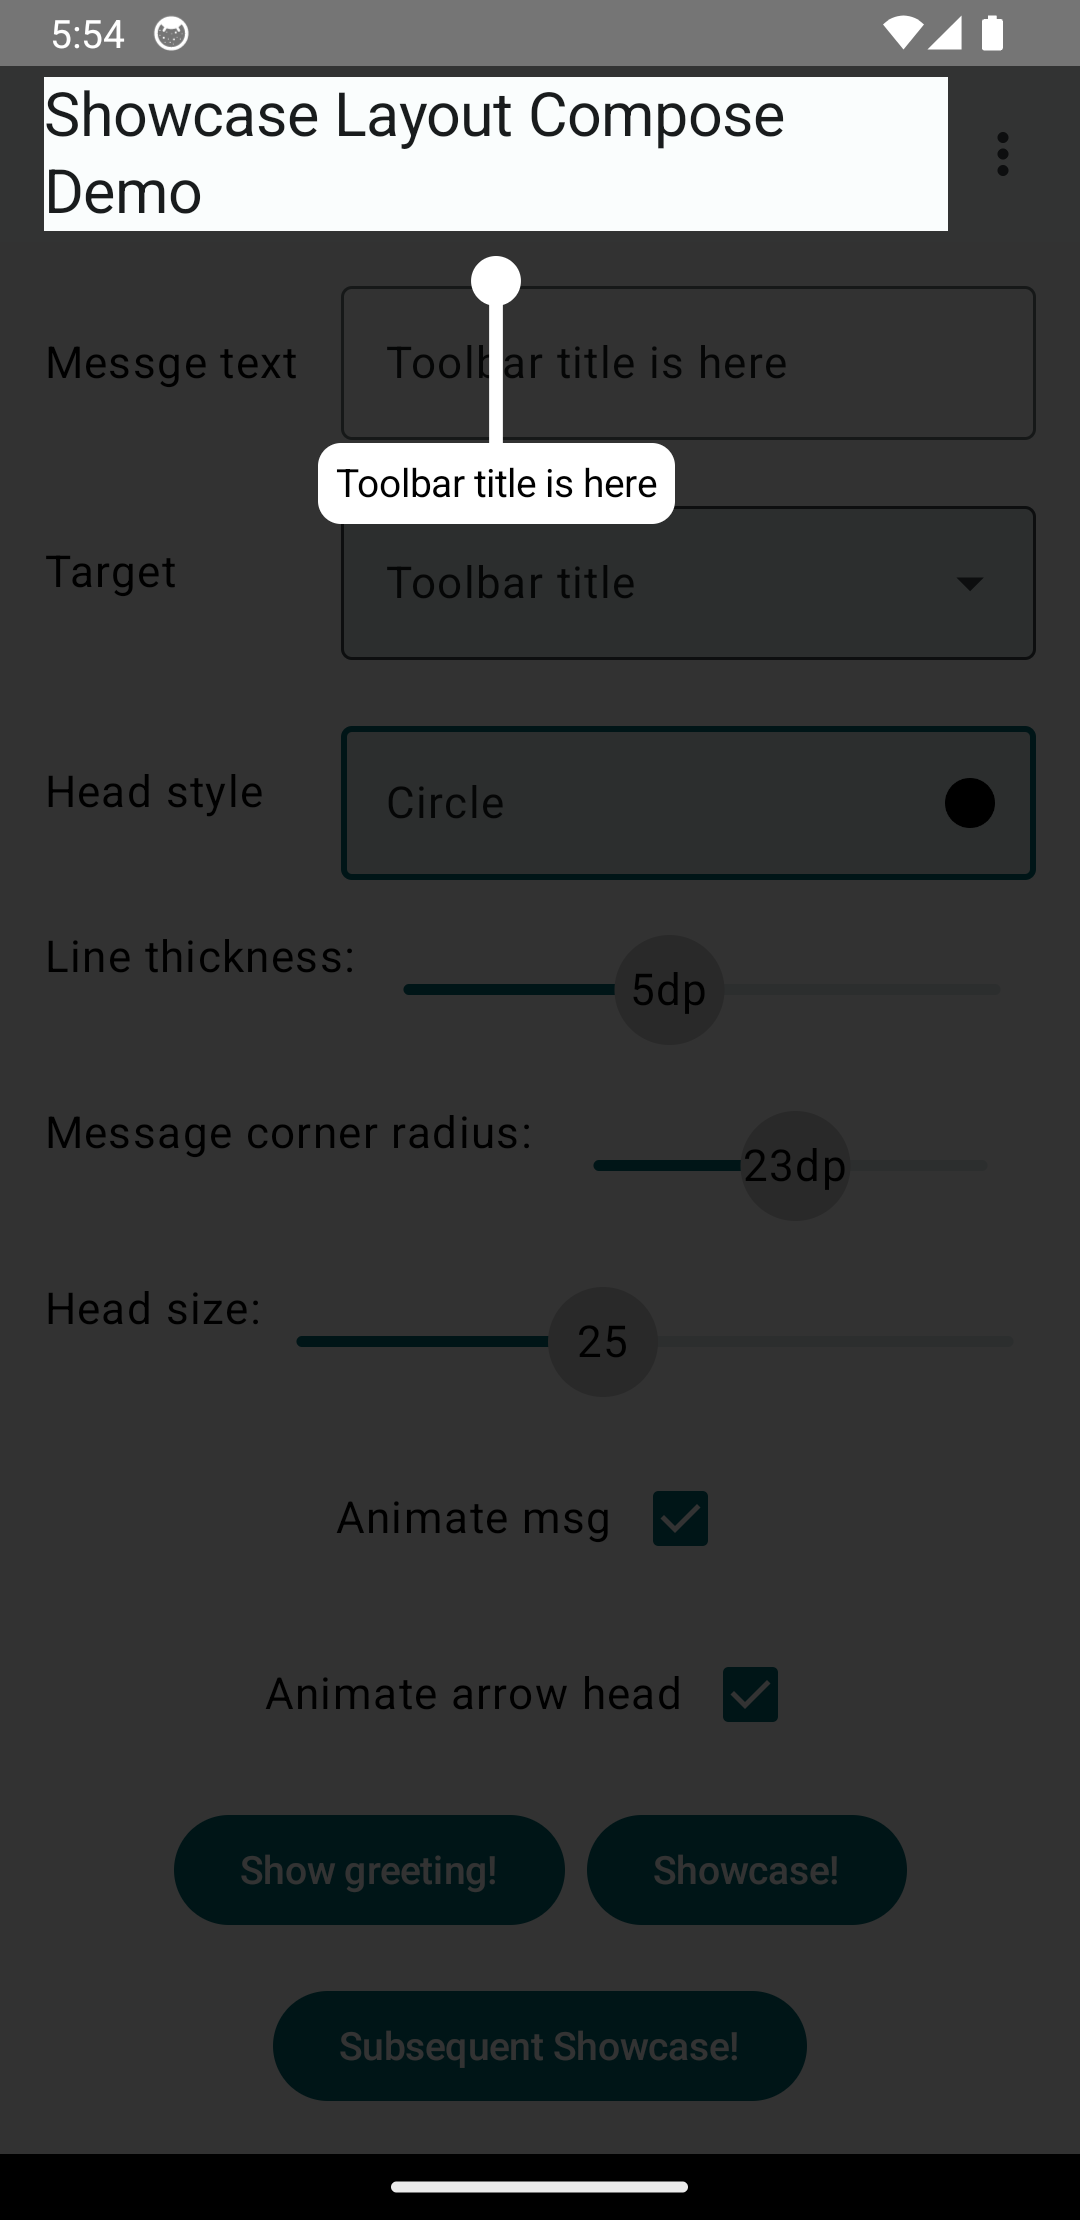 5:54
Showcase Layout Compose
Demo
Messge text
Toolbar title is here
Toolbar title is here
Target
Toolbar title
Head style
Circle
Line thickness:
5dp
Message corner radius:
23dp
Head size:
25
Animate msg
Animate arrow head
Show greeting!
Showcase!
Subsequent Showcase!